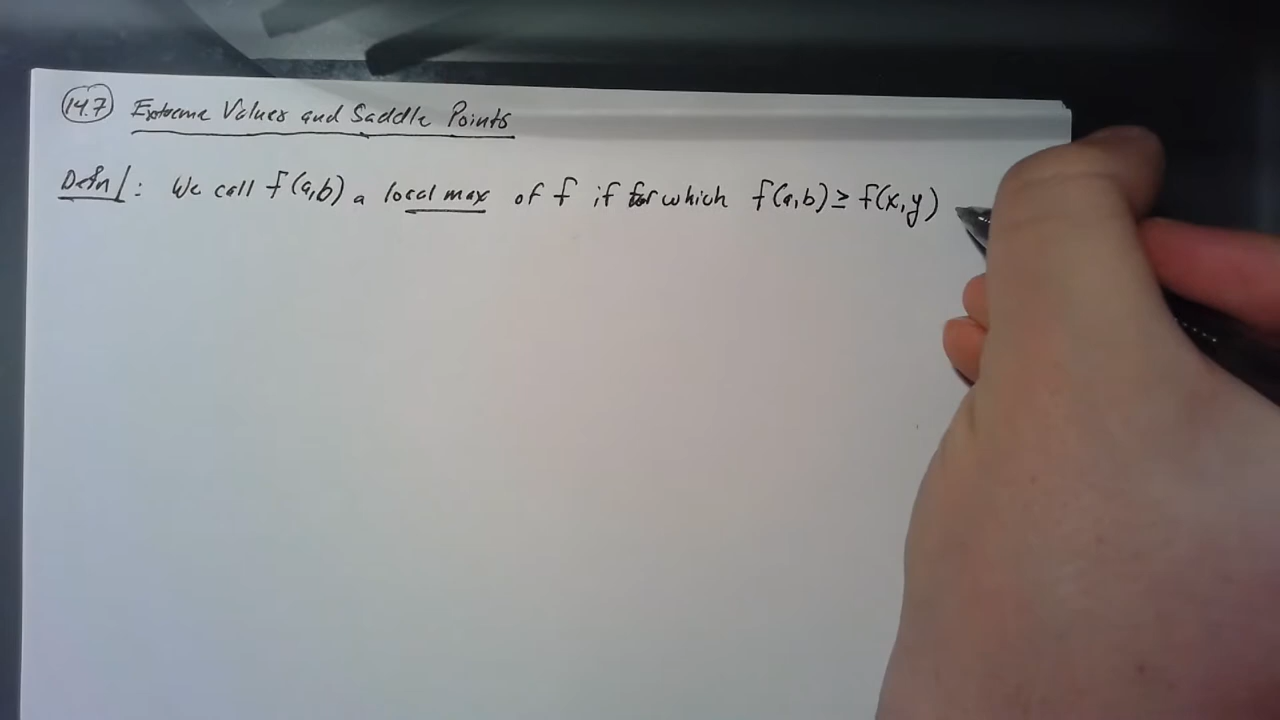 14.7 Extreme Values and Saddle Points
Defn/: We call f(a,b) a local max of f if for which f(a,b) ≥ f(x,y)